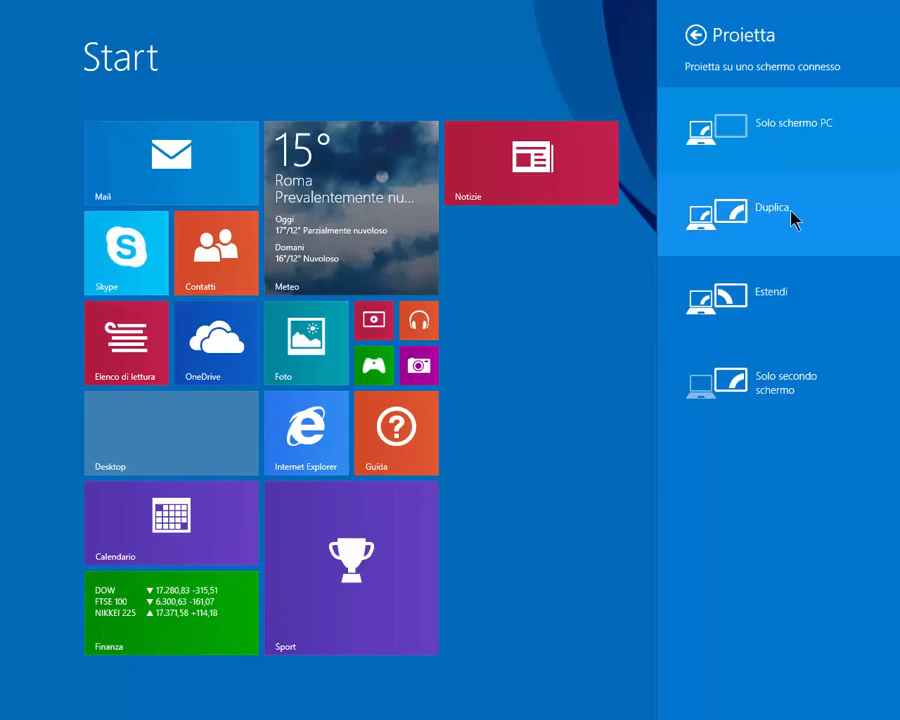 Start
Mail
15°
Roma
Prevalentemente nu...
Oggi
17°/12° Parzialmente nuvoloso
Domani
16°/12° Nuvoloso
Meteo
Notizie
Skype
Contatti
Elenco di lettura
OneDrive
Foto
Desktop
Internet Explorer
Guida
Calendario
DOW ▼ 17.280,83 -315,51
FTSE 100 ▼ 6.300,63 -161,07
NIKKEI 225 ▲ 17.371,58 +114,18
Finanza
Sport
Proietta
Proietta su uno schermo connesso
Solo schermo PC
Duplica
Estendi
Solo secondo
schermo